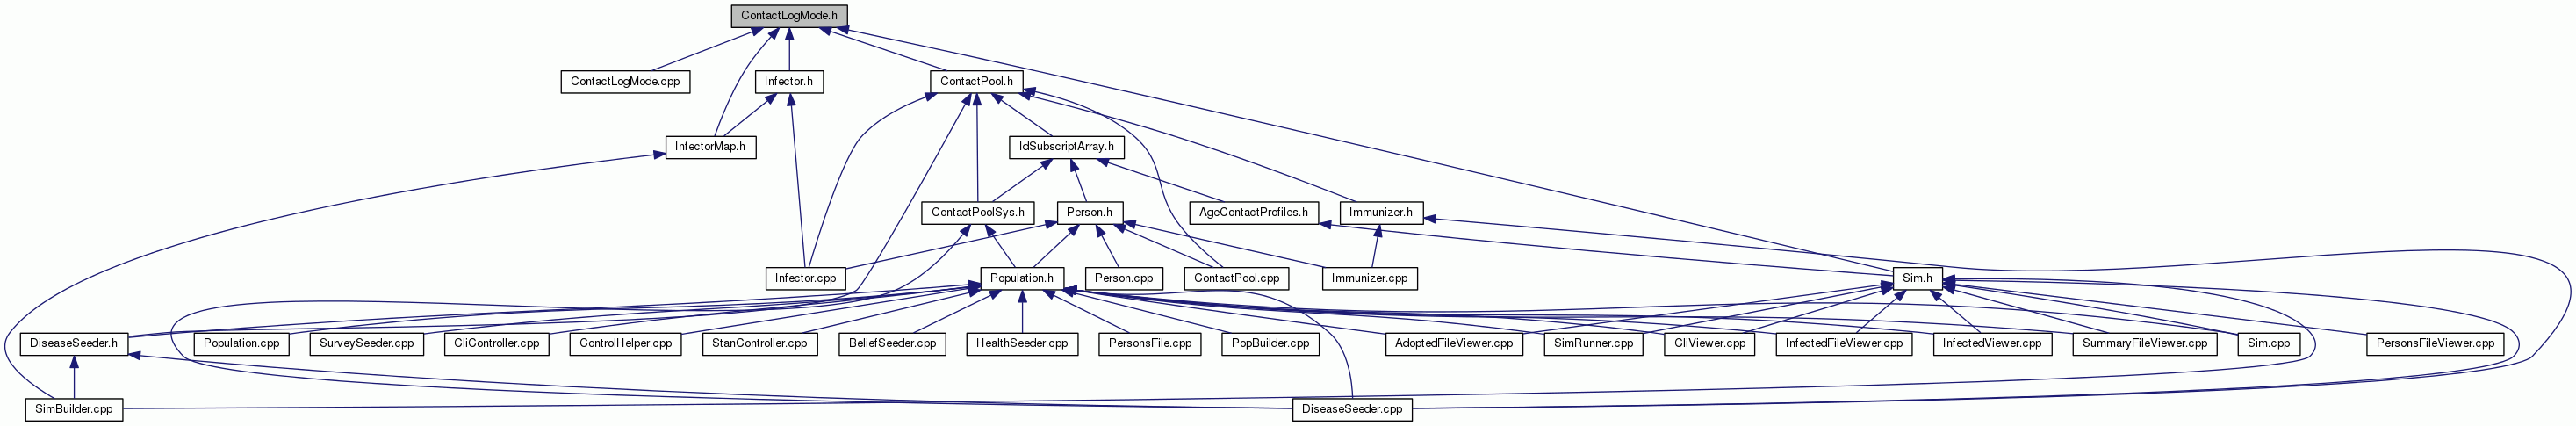 ContactLogMode.h
ContactLogMode.cpp
Infector.h
ContactPool.h
InfectorMap.h
IdSubscriptArray.h
ContactPoolSys.h
Person.h
AgeContactProfiles.h
Immunizer.h
Infector.cpp
Population.h
Person.cpp
ContactPool.cpp
Immunizer.cpp
Sim.h
DiseaseSeeder.h
Population.cpp
SurveySeeder.cpp
CliController.cpp
ControlHelper.cpp
StanController.cpp
BeliefSeeder.cpp
HealthSeeder.cpp
PersonsFile.cpp
PopBuilder.cpp
AdoptedFileViewer.cpp
SimRunner.cpp
CliViewer.cpp
InfectedFileViewer.cpp
InfectedViewer.cpp
SummaryFileViewer.cpp
Sim.cpp
PersonsFileViewer.cpp
SimBuilder.cpp
DiseaseSeeder.cpp